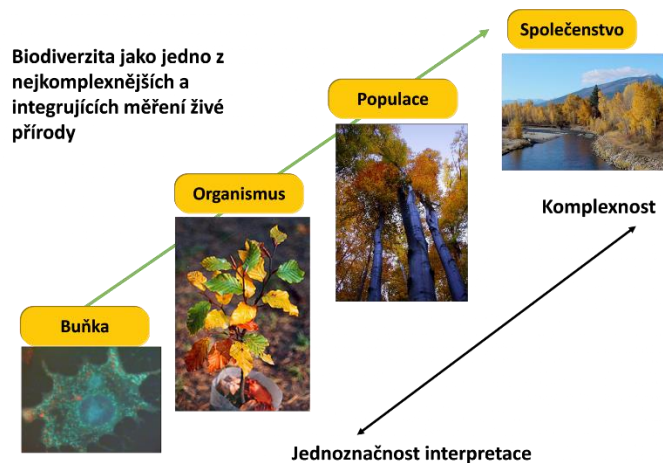 Biodiverzita jako jedno z
nejkomplexnějších a
integrujících měření živé
přírody
Společenstvo
Populace
Organismus
Komplexnost
Buňka
Jednoznačnost interpretace